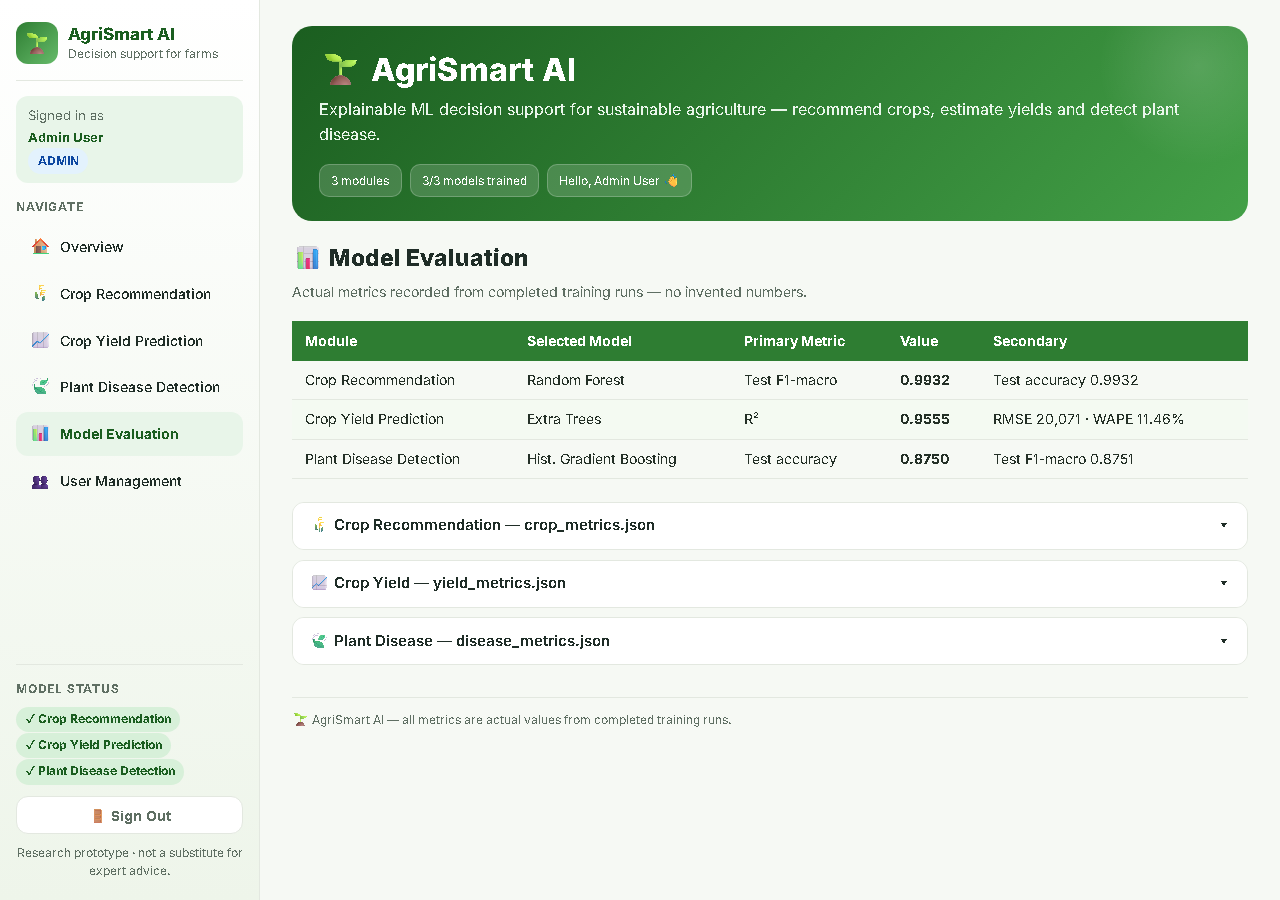 AgriSmart AI
Decision support for farms
Signed in as
Admin User
ADMIN
NAVIGATE
Overview
Crop Recommendation
Crop Yield Prediction
Plant Disease Detection
Model Evaluation
User Management
MODEL STATUS
✓ Crop Recommendation
✓ Crop Yield Prediction
✓ Plant Disease Detection
Sign Out
Research prototype · not a substitute for
expert advice.
AgriSmart AI
Explainable ML decision support for sustainable agriculture — recommend crops, estimate yields and detect plant
disease.
3 modules
3/3 models trained
Hello, Admin User 👋
Model Evaluation
Actual metrics recorded from completed training runs — no invented numbers.
Module Selected Model Primary Metric Value Secondary
Crop Recommendation Random Forest Test F1-macro 0.9932 Test accuracy 0.9932
Crop Yield Prediction Extra Trees R² 0.9555 RMSE 20,071 · WAPE 11.46%
Plant Disease Detection Hist. Gradient Boosting Test accuracy 0.8750 Test F1-macro 0.8751
Crop Recommendation — crop_metrics.json
Crop Yield — yield_metrics.json
Plant Disease — disease_metrics.json
AgriSmart AI — all metrics are actual values from completed training runs.